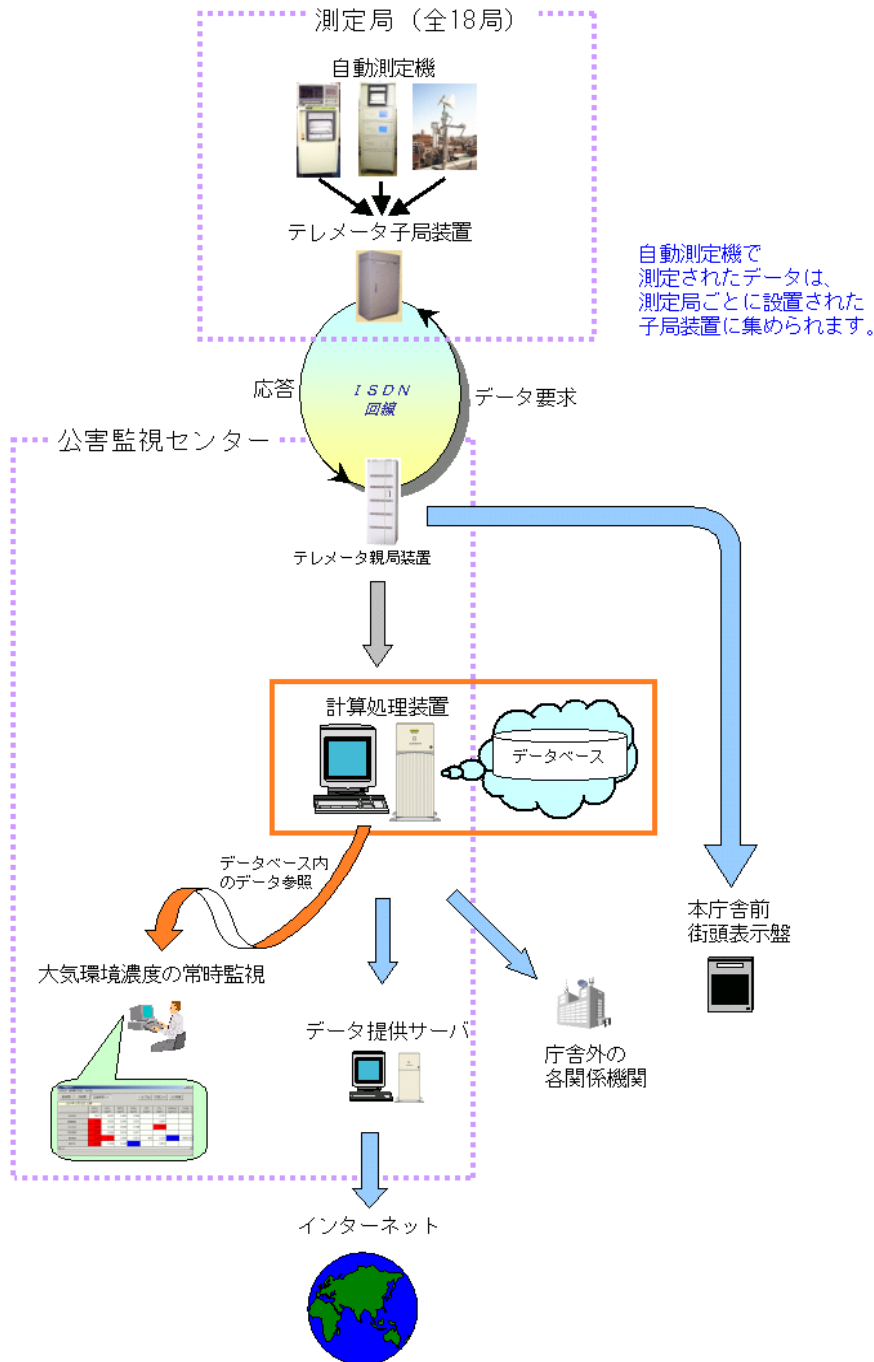 測定局（全18局）
自動測定機
テレメータ子局装置
自動測定機で
測定されたデータは、
測定局ごとに設置された
子局装置に集められます。
応答
ISDN
回線
データ要求
公害監視センター
テレメータ親局装置
計算処理装置
データベース
データベース内
のデータ参照
本庁舎前
街頭表示盤
大気環境濃度の常時監視
データ提供サーバ
庁舎外の
各関係機関
インターネット